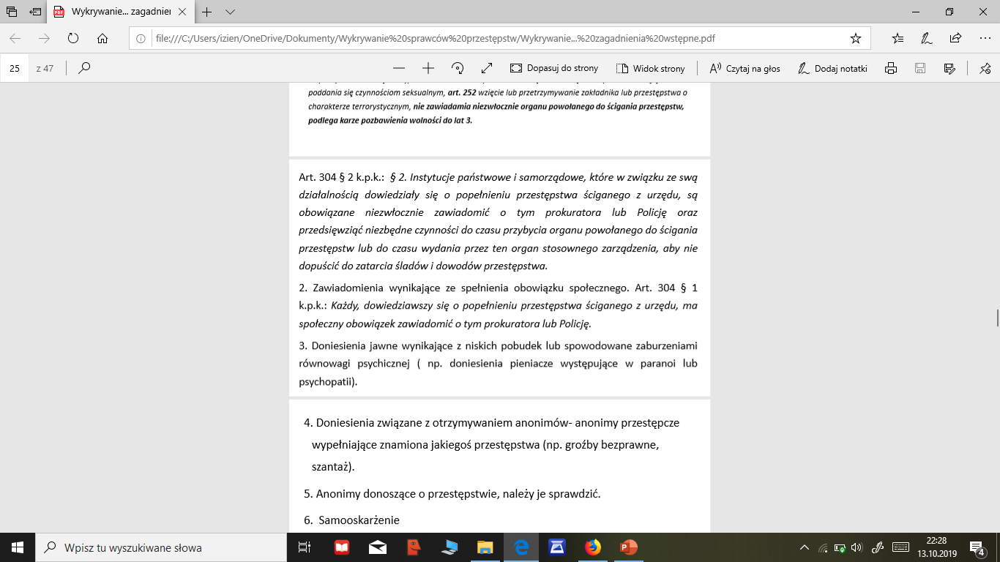 Wykrywanie... zagadnien
file:///C:/Users/izien/OneDrive/Dokumenty/Wykrywanie%20sprawców%20przestępstw/Wykrywanie...%20zagadnienia%20wstępne.pdf
25 z 47 Dopasuj do strony Widok strony Czytaj na głos Dodaj notatki
poddania się czynnościom seksualnym, art. 252 wzięcie lub przetrzymywanie zakładnika lub przestępstwa o
charakterze terrorystycznym, nie zawiadamia niezwłocznie organu powołanego do ścigania przestępstw,
podlega karze pozbawienia wolności do lat 3.
Art. 304 § 2 k.p.k.: § 2. Instytucje państwowe i samorządowe, które w związku ze swą
działalnością dowiedziały się o popełnieniu przestępstwa ściganego z urzędu, są
obowiązane niezwłocznie zawiadomić o tym prokuratora lub Policję oraz
przedsięwziąć niezbędne czynności do czasu przybycia organu powołanego do ścigania
przestępstw lub do czasu wydania przez ten organ stosownego zarządzenia, aby nie
dopuścić do zatarcia śladów i dowodów przestępstwa.
2. Zawiadomienia wynikające ze spełnienia obowiązku społecznego. Art. 304 § 1
k.p.k.: Każdy, dowiedziawszy się o popełnieniu przestępstwa ściganego z urzędu, ma
społeczny obowiązek zawiadomić o tym prokuratora lub Policję.
3. Doniesienia jawne wynikające z niskich pobudek lub spowodowane zaburzeniami
równowagi psychicznej ( np. doniesienia pieniacze występujące w paranoi lub
psychopatii).
4. Doniesienia związane z otrzymywaniem anonimów- anonimy przestępcze
wypełniające znamiona jakiegoś przestępstwa (np. groźby bezprawne,
szantaż).
5. Anonimy donoszące o przestępstwie, należy je sprawdzić.
6. Samooskarżenie
Wpisz tu wyszukiwane słowa
22:28
13.10.2019
4